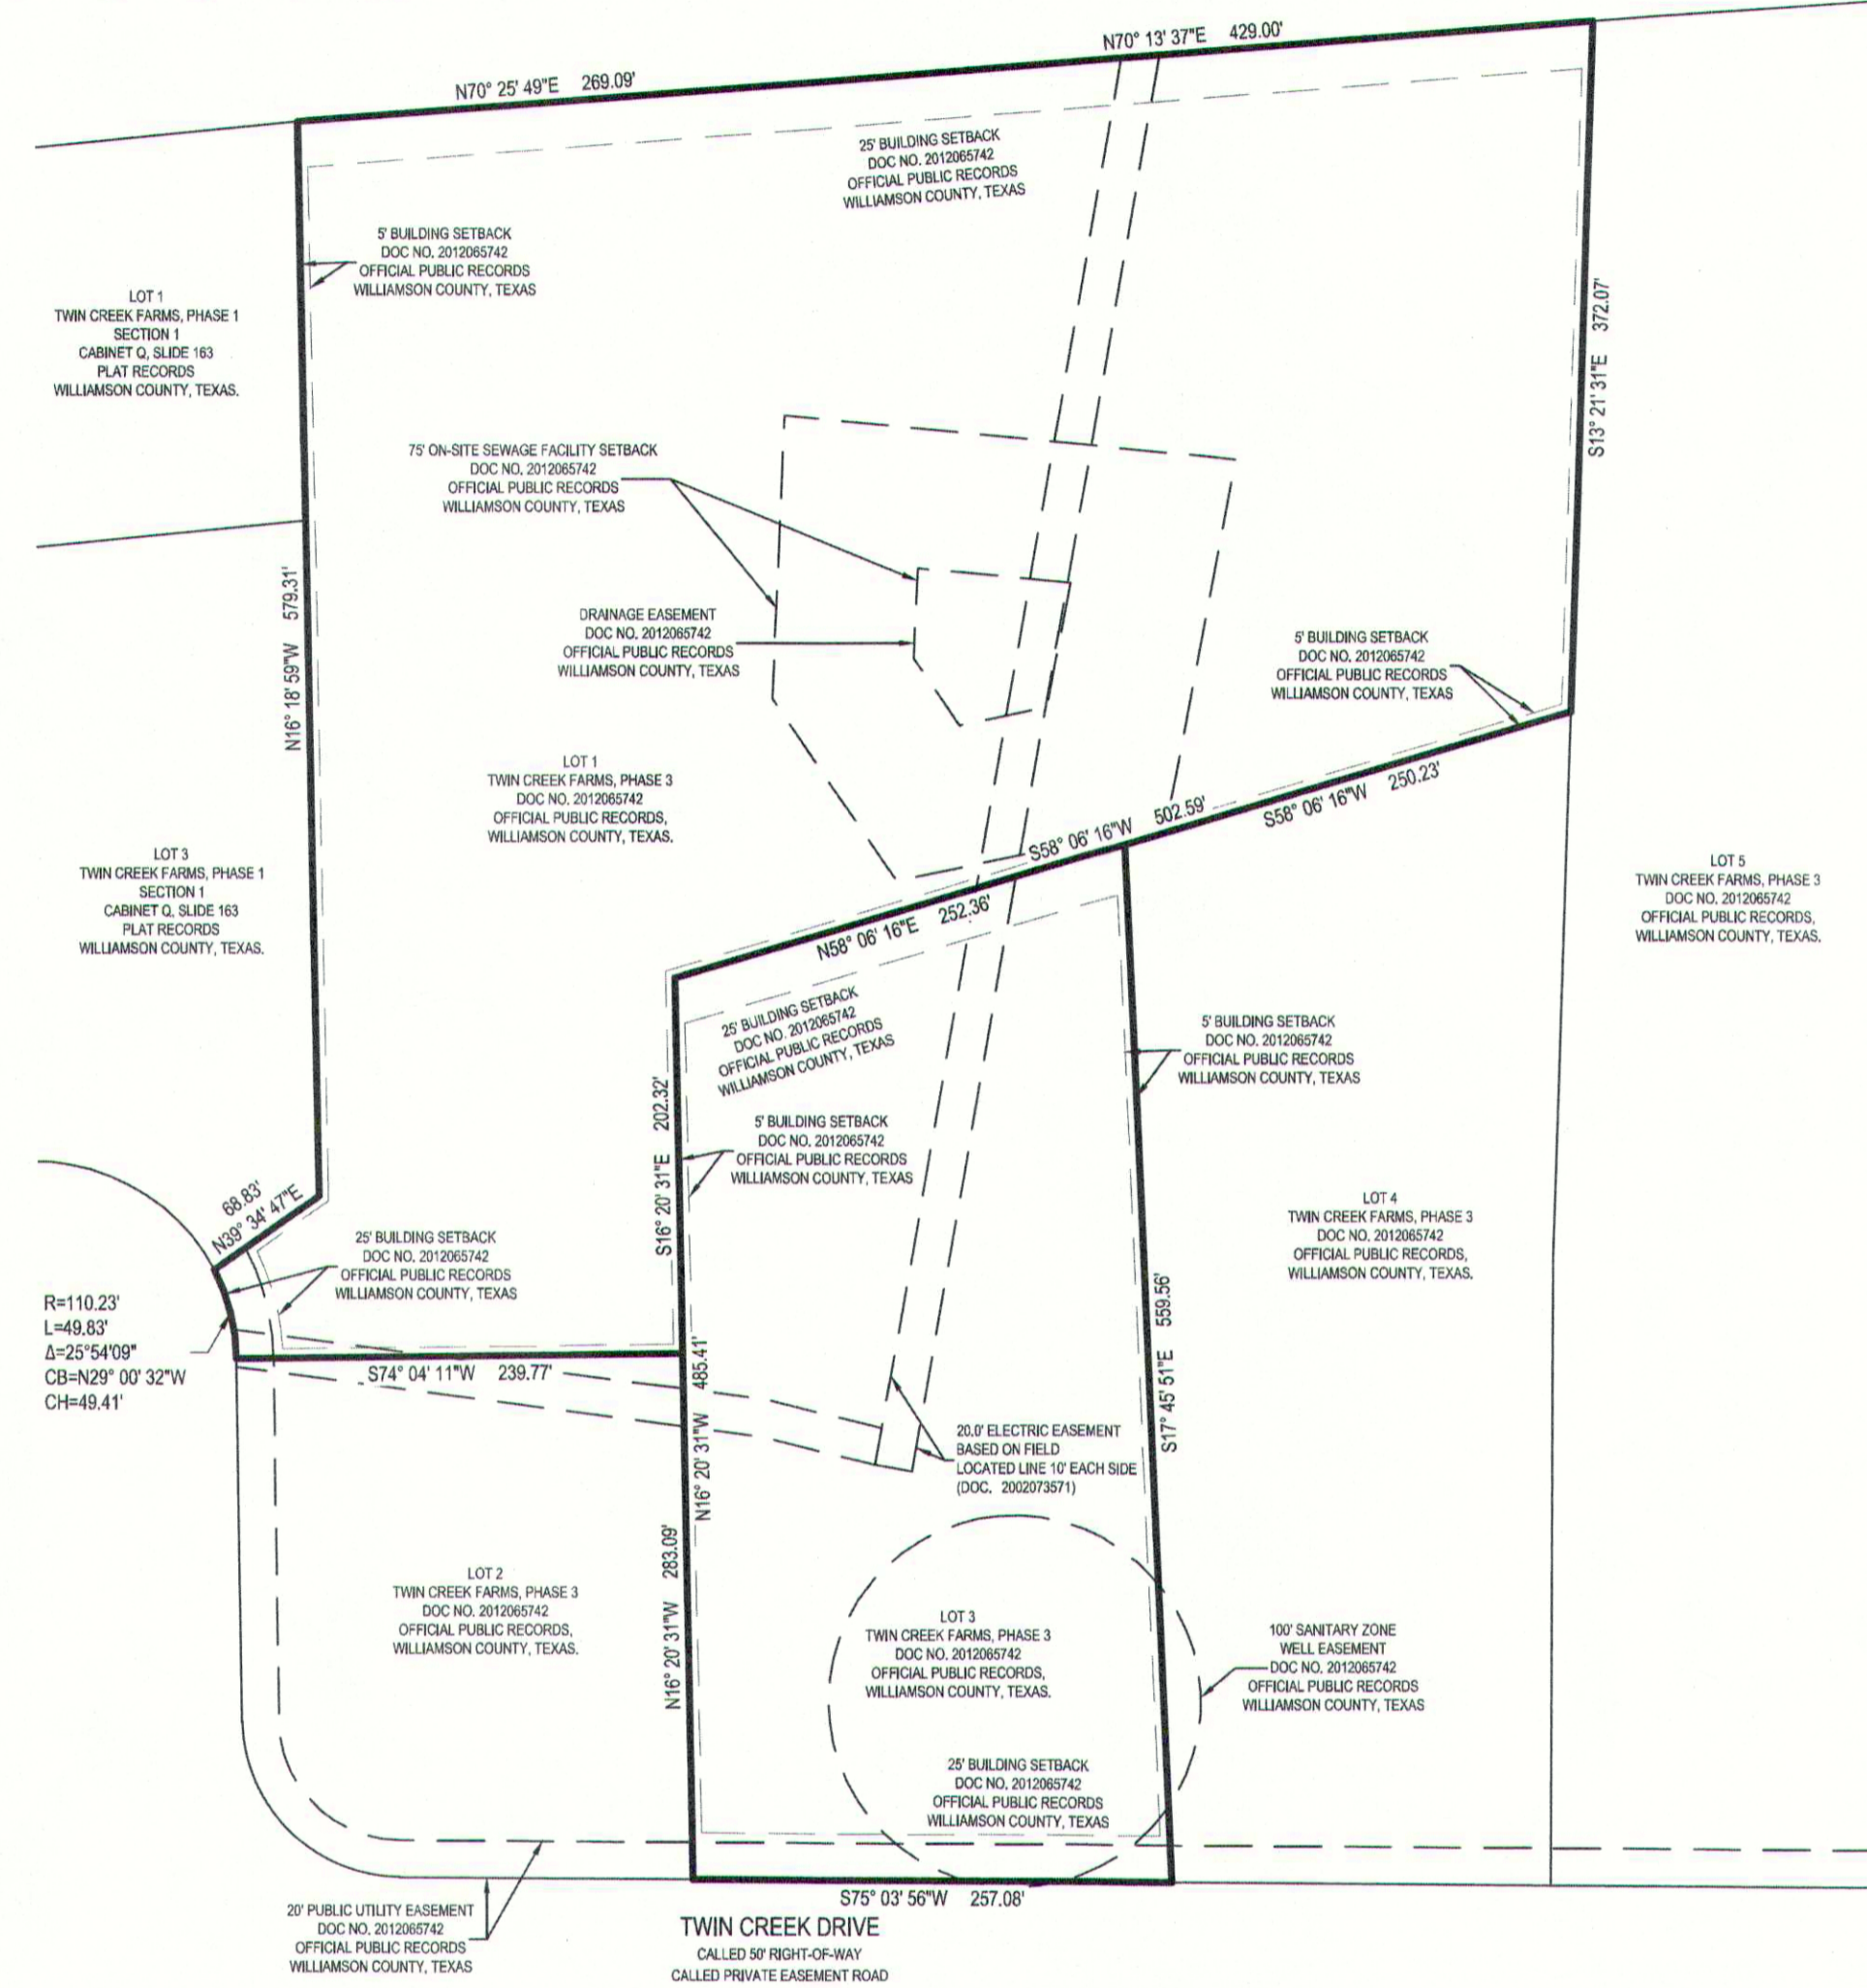 N70° 13' 37"E 429.00'
N70° 25' 49"E 269.09'
25' BUILDING SETBACK
DOC NO. 2012065742
OFFICIAL PUBLIC RECORDS
WILLIAMSON COUNTY, TEXAS
5' BUILDING SETBACK
DOC NO. 2012065742
OFFICIAL PUBLIC RECORDS
WILLIAMSON COUNTY, TEXAS
LOT 1
TWIN CREEK FARMS, PHASE 1
SECTION 1
CABINET Q, SLIDE 163
PLAT RECORDS
WILLIAMSON COUNTY, TEXAS.
S13° 21' 31"E 372.07'
75' ON-SITE SEWAGE FACILITY SETBACK
DOC NO. 2012065742
OFFICIAL PUBLIC RECORDS
WILLIAMSON COUNTY, TEXAS
N16° 18' 59"W 579.31'
DRAINAGE EASEMENT
DOC NO. 2012065742
OFFICIAL PUBLIC RECORDS
WILLIAMSON COUNTY, TEXAS
5' BUILDING SETBACK
DOC NO. 2012065742
OFFICIAL PUBLIC RECORDS
WILLIAMSON COUNTY, TEXAS
LOT 1
TWIN CREEK FARMS, PHASE 3
DOC NO. 2012065742
OFFICIAL PUBLIC RECORDS,
WILLIAMSON COUNTY, TEXAS.
S58° 06' 16"W 502.59'
S58° 06' 16"W 250.23'
LOT 3
TWIN CREEK FARMS, PHASE 1
SECTION 1
CABINET Q, SLIDE 163
PLAT RECORDS
WILLIAMSON COUNTY, TEXAS.
LOT 5
TWIN CREEK FARMS, PHASE 3
DOC NO. 2012065742
OFFICIAL PUBLIC RECORDS,
WILLIAMSON COUNTY, TEXAS.
N58° 06' 16"E 252.36'
25' BUILDING SETBACK
DOC NO. 2012065742
OFFICIAL PUBLIC RECORDS
WILLIAMSON COUNTY, TEXAS
5' BUILDING SETBACK
DOC NO. 2012065742
OFFICIAL PUBLIC RECORDS
WILLIAMSON COUNTY, TEXAS
S16° 20' 31"E 202.32'
5' BUILDING SETBACK
DOC NO. 2012065742
OFFICIAL PUBLIC RECORDS
WILLIAMSON COUNTY, TEXAS
68.83'
N39° 34' 47"E
25' BUILDING SETBACK
DOC NO. 2012065742
OFFICIAL PUBLIC RECORDS
WILLIAMSON COUNTY, TEXAS
LOT 4
TWIN CREEK FARMS, PHASE 3
DOC NO. 2012065742
OFFICIAL PUBLIC RECORDS,
WILLIAMSON COUNTY, TEXAS.
R=110.23'
L=49.83'
Δ=25°54'09"
CB=N29° 00' 32"W
CH=49.41'
S74° 04' 11"W 239.77'
N16° 20' 31"W 485.41'
S17° 45' 51"E 559.56'
20.0' ELECTRIC EASEMENT
BASED ON FIELD
LOCATED LINE 10' EACH SIDE
(DOC. 2002073571)
N16° 20' 31"W 283.09'
LOT 2
TWIN CREEK FARMS, PHASE 3
DOC NO. 2012065742
OFFICIAL PUBLIC RECORDS,
WILLIAMSON COUNTY, TEXAS.
LOT 3
TWIN CREEK FARMS, PHASE 3
DOC NO. 2012065742
OFFICIAL PUBLIC RECORDS,
WILLIAMSON COUNTY, TEXAS.
100' SANITARY ZONE
WELL EASEMENT
DOC NO. 2012065742
OFFICIAL PUBLIC RECORDS
WILLIAMSON COUNTY, TEXAS
25' BUILDING SETBACK
DOC NO. 2012065742
OFFICIAL PUBLIC RECORDS
WILLIAMSON COUNTY, TEXAS
S75° 03' 56"W 257.08'
20' PUBLIC UTILITY EASEMENT
DOC NO. 2012065742
OFFICIAL PUBLIC RECORDS
WILLIAMSON COUNTY, TEXAS
TWIN CREEK DRIVE
CALLED 50' RIGHT-OF-WAY
CALLED PRIVATE EASEMENT ROAD